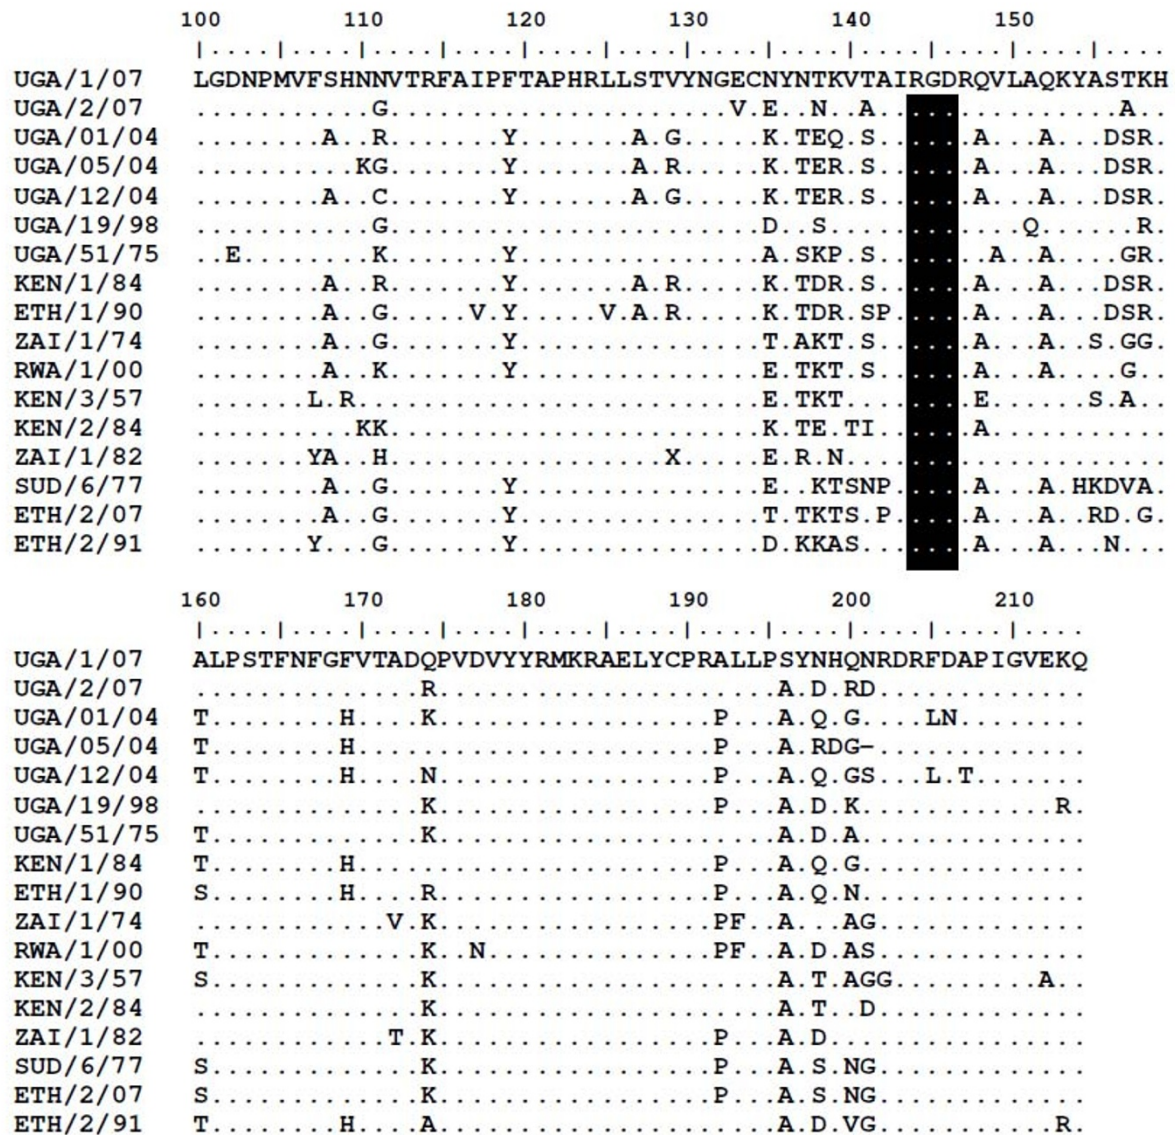 100 110 120 130 140 150
|....|....|....|....|....|....|....|....|....|....|....|....
UGA/1/07 LGDNPMVFSHNNVTRFAIPFTAPHRLLSTVYNGECNYNTKVTAIRGDRQVLAQKYASTKH
UGA/2/07 ...........G.....................V.E..N..A...............A..
UGA/01/04 ........A..R.......Y.......A.G.....K.TEQ.S......A...A...DSR.
UGA/05/04 ..........KG.......Y.......A.R.....K.TER.S......A...A...DSR.
UGA/12/04 ........A..C.......Y.......A.G.....K.TER.S......A...A...DSR.
UGA/19/98 ...........G.......................D..S............Q......R.
UGA/51/75 ..E........K.......Y...............A.SKP.S.......A..A....GR.
KEN/1/84 ........A..R.......Y.......A.R.....K.TDR.S......A...A...DSR.
ETH/1/90 ........A..G.....V.Y.....V.A.R.....K.TDR.SP.....A...A...DSR.
ZAI/1/74 ........A..G.......Y...............T.AKT.S......A...A..S.GG.
RWA/1/00 ........A..K.......Y...............E.TKT.S......A...A....G..
KEN/3/57 .......L.R.........................E.TKT........E......S.A..
KEN/2/84 ..........KK.......................K.TE.TI......A...........
ZAI/1/82 .......YA..H.................X.....E.R.N....................
SUD/6/77 ........A..G.......Y...............E..KTSNP.....A...A.HKDVA.
ETH/2/07 ........A..G.......Y...............T.TKTS.P.....A...A..RD.G.
ETH/2/91 .......Y...G.......Y...............D.KKAS.......A...A...N...
160 170 180 190 200 210
|....|....|....|....|....|....|....|....|....|....|....
UGA/1/07 ALPSTFNFGFVTADQPVDVYYRMKRAELYCPRALLPSYNHQNRDRFDAPIGVEKQ
UGA/2/07 ..............R.....................A.D.RD.............
UGA/01/04 T........H....K.................P...A.Q.G....LN........
UGA/05/04 T........H......................P...A.RDG-.............
UGA/12/04 T........H....N.................P...A.Q.GS...L.T.......
UGA/19/98 ..............K.................P...A.D.K............R.
UGA/51/75 T.............K.....................A.D.A..............
KEN/1/84 T........H......................P...A.Q.G..............
ETH/1/90 S........H....R.................P...A.Q.N..............
ZAI/1/74 ............V.K.................PF..A...AG.............
RWA/1/00 T.............K..N..............PF..A.D.AS.............
KEN/3/57 S.............K.....................A.T.AGG.........A..
KEN/2/84 ..............K.....................A.T..D.............
ZAI/1/82 ............T.K.................P...A.D................
SUD/6/77 S.............K.................P...A.S.NG.............
ETH/2/07 S.............K.................P...A.S.NG.............
ETH/2/91 T........H....A.....................A.D.VG...........R.